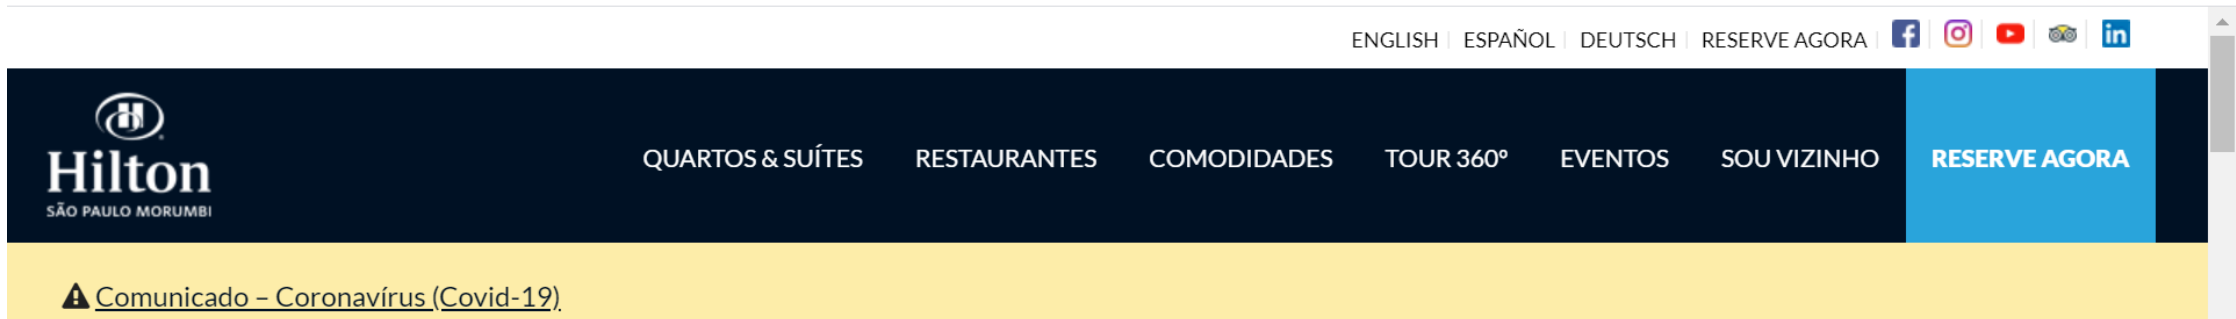 ENGLISH ESPAÑOL DEUTSCH RESERVE AGORA
Hilton
SÃO PAULO MORUMBI
QUARTOS & SUÍTES RESTAURANTES COMODIDADES TOUR 360º EVENTOS SOU VIZINHO RESERVE AGORA
Comunicado – Coronavírus (Covid-19)